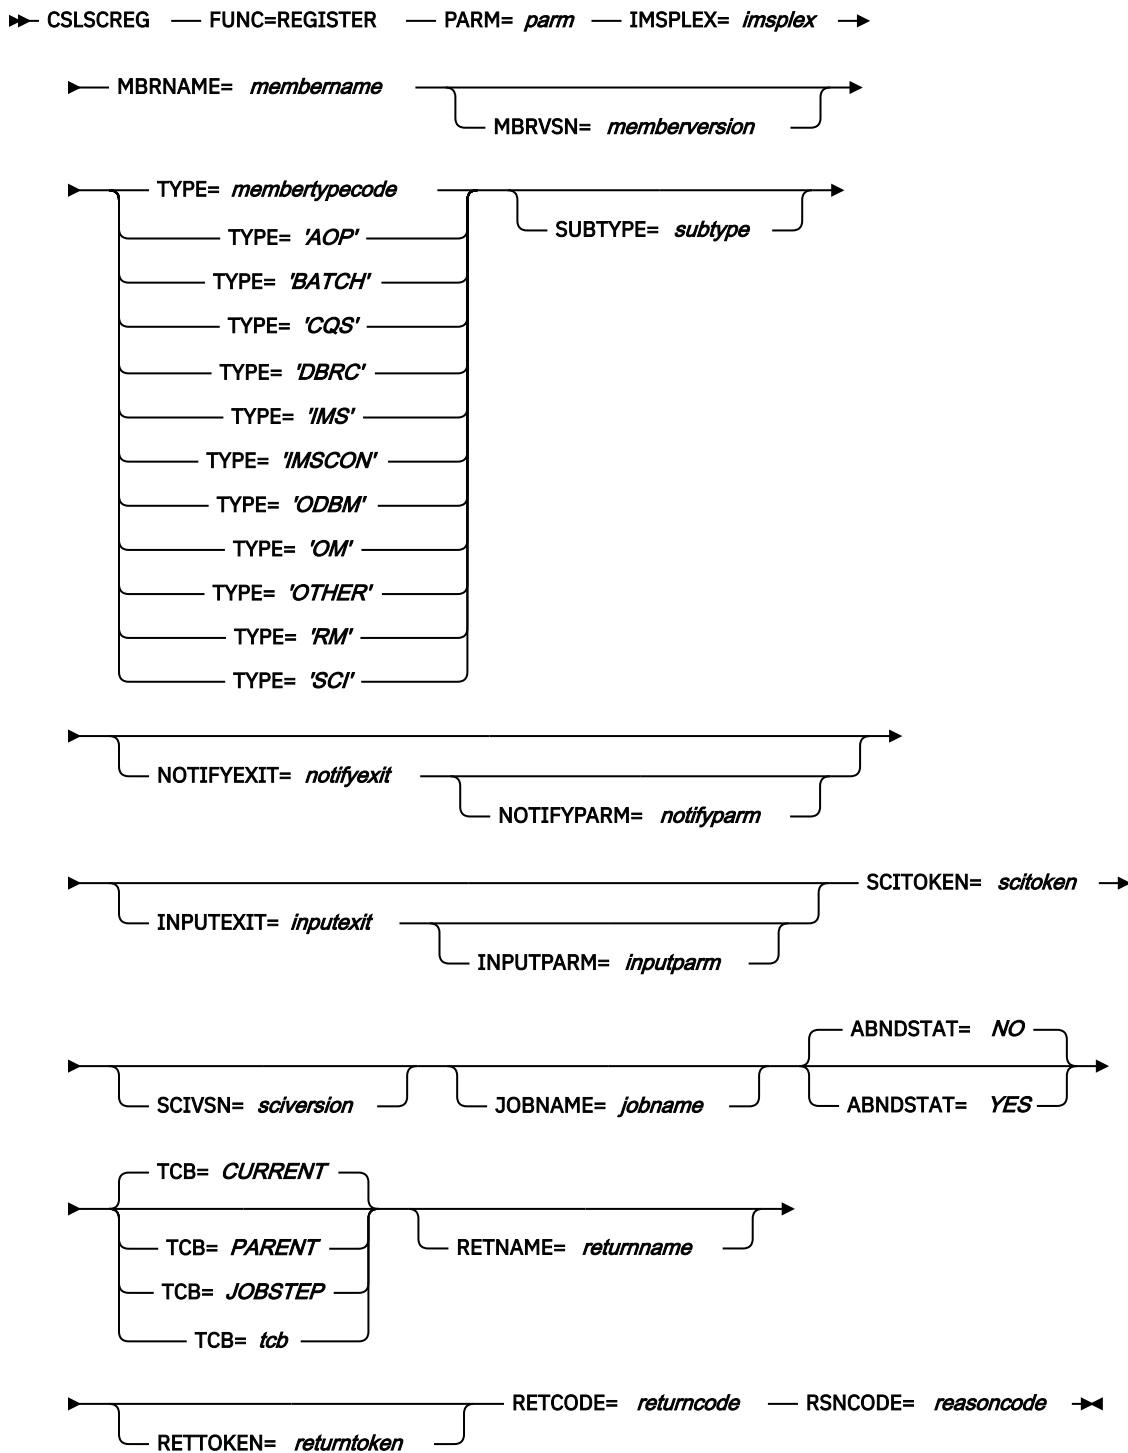 CSLSCREG FUNC=REGISTER PARM= parm IMSPLEX= imsplex
MBRNAME= membername
MBRVSN= memberversion
TYPE= membertypecode
SUBTYPE= subtype
TYPE= 'AOP'
TYPE= 'BATCH'
TYPE= 'CQS'
TYPE= 'DBRC'
TYPE= 'IMS'
TYPE= 'IMSCON'
TYPE= 'ODBM'
TYPE= 'OM'
TYPE= 'OTHER'
TYPE= 'RM'
TYPE= 'SCI'
NOTIFYEXIT= notifyexit
NOTIFYPARM= notifyparm
INPUTEXIT= inputexit
INPUTPARM= inputparm
SCITOKEN= scitoken
SCIVSN= sciversion
JOBNAME= jobname
ABNDSTAT= NO
ABNDSTAT= YES
TCB= CURRENT
TCB= PARENT
TCB= JOBSTEP
TCB= tcb
RETNAME= returnname
RETTOKEN= returntoken
RETCODE= returncode RSNCODE= reasoncode